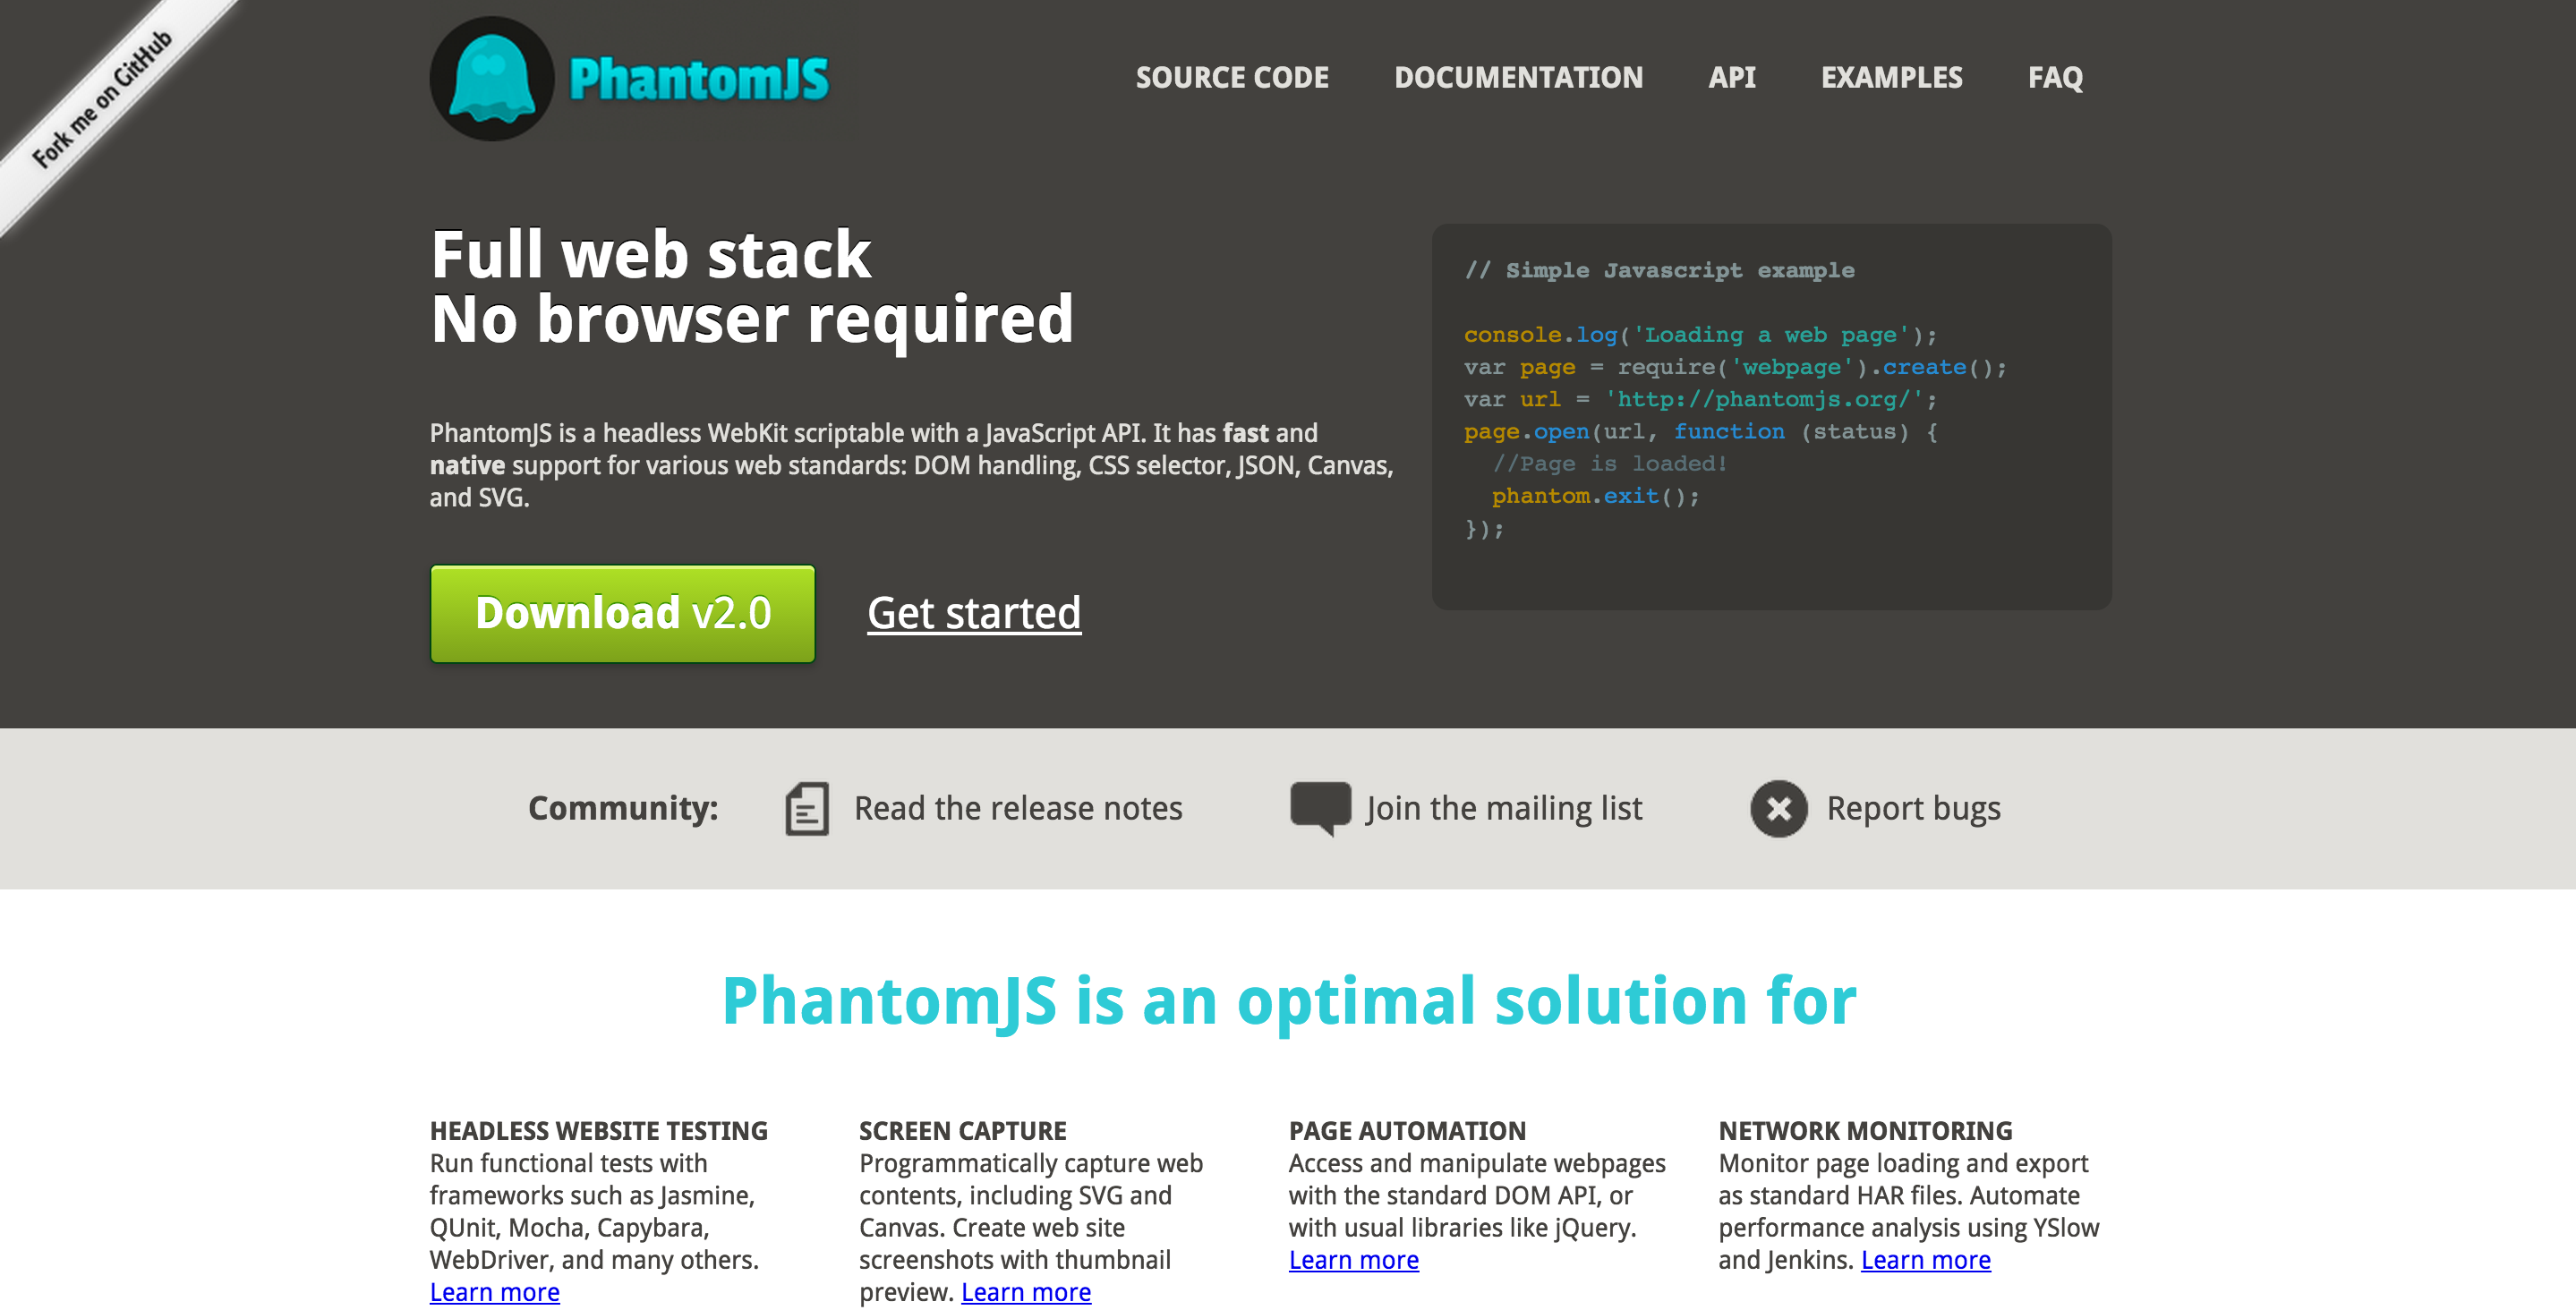 Fork me on GitHub
PhantomJS
SOURCE CODE DOCUMENTATION API EXAMPLES FAQ
Full web stack
No browser required
PhantomJS is a headless WebKit scriptable with a JavaScript API. It has fast and
native support for various web standards: DOM handling, CSS selector, JSON, Canvas,
and SVG.
Download v2.0
Get started
// Simple Javascript example
console.log('Loading a web page');
var page = require('webpage').create();
var url = 'http://phantomjs.org/';
page.open(url, function (status) {
  //Page is loaded!
  phantom.exit();
});
Community: Read the release notes Join the mailing list Report bugs
PhantomJS is an optimal solution for
HEADLESS WEBSITE TESTING
Run functional tests with
frameworks such as Jasmine,
QUnit, Mocha, Capybara,
WebDriver, and many others.
Learn more
SCREEN CAPTURE
Programmatically capture web
contents, including SVG and
Canvas. Create web site
screenshots with thumbnail
preview. Learn more
PAGE AUTOMATION
Access and manipulate webpages
with the standard DOM API, or
with usual libraries like jQuery.
Learn more
NETWORK MONITORING
Monitor page loading and export
as standard HAR files. Automate
performance analysis using YSlow
and Jenkins. Learn more